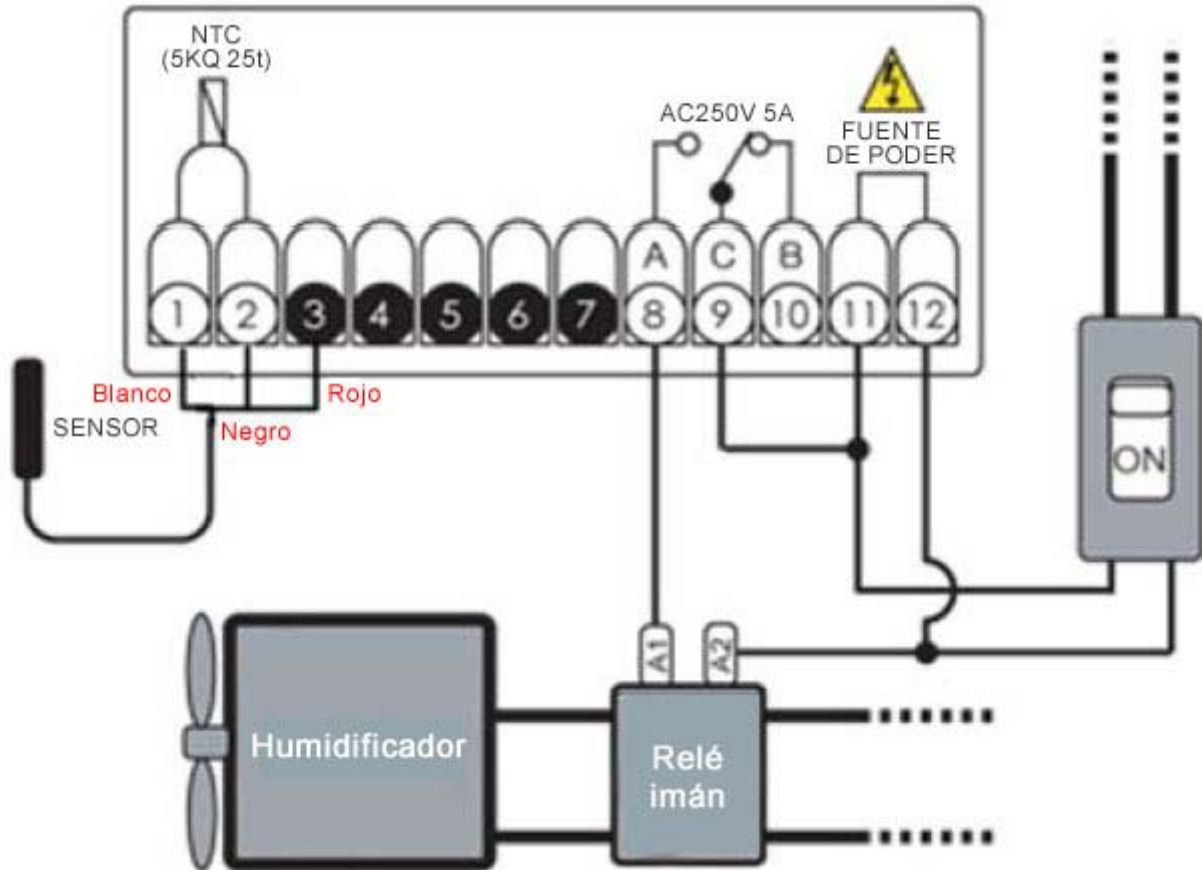 NTC
(5KQ 25t)
AC250V 5A
FUENTE
DE PODER
A C B
1 2 3 4 5 6 7 8 9 10 11 12
Blanco
Rojo
SENSOR
Negro
ON
A1 A2
Humidificador
Relé
imán